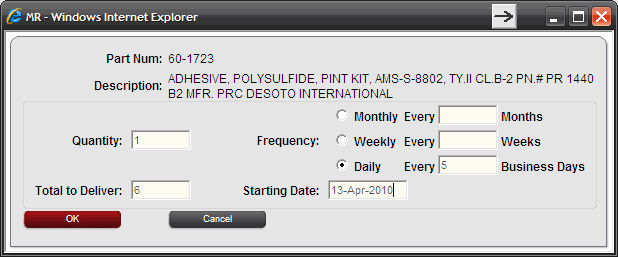 MR - Windows Internet Explorer
Part Num: 60-1723
Description: ADHESIVE, POLYSULFIDE, PINT KIT, AMS-S-8802, TY.II CL.B-2 PN.# PR 1440
B2 MFR. PRC DESOTO INTERNATIONAL
Monthly Every Months
Quantity: 1 Frequency: Weekly Every Weeks
Daily Every 5 Business Days
Total to Deliver: 6 Starting Date: 13-Apr-2010
OK Cancel